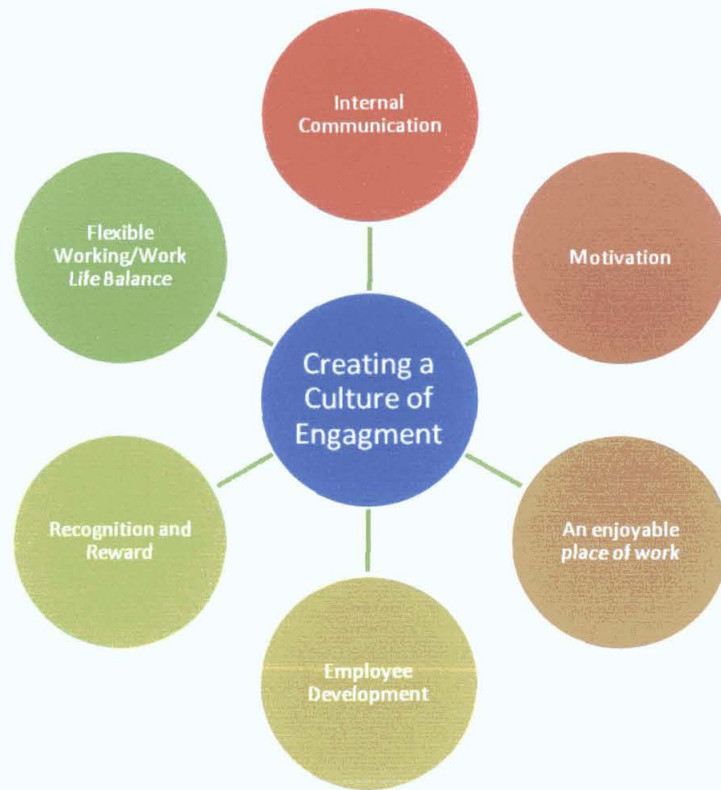 Internal
Communication
Motivation
An enjoyable
place of work
Employee
Development
Recognition and
Reward
Flexible
Working/Work
Life Balance
Creating a
Culture of
Engagment